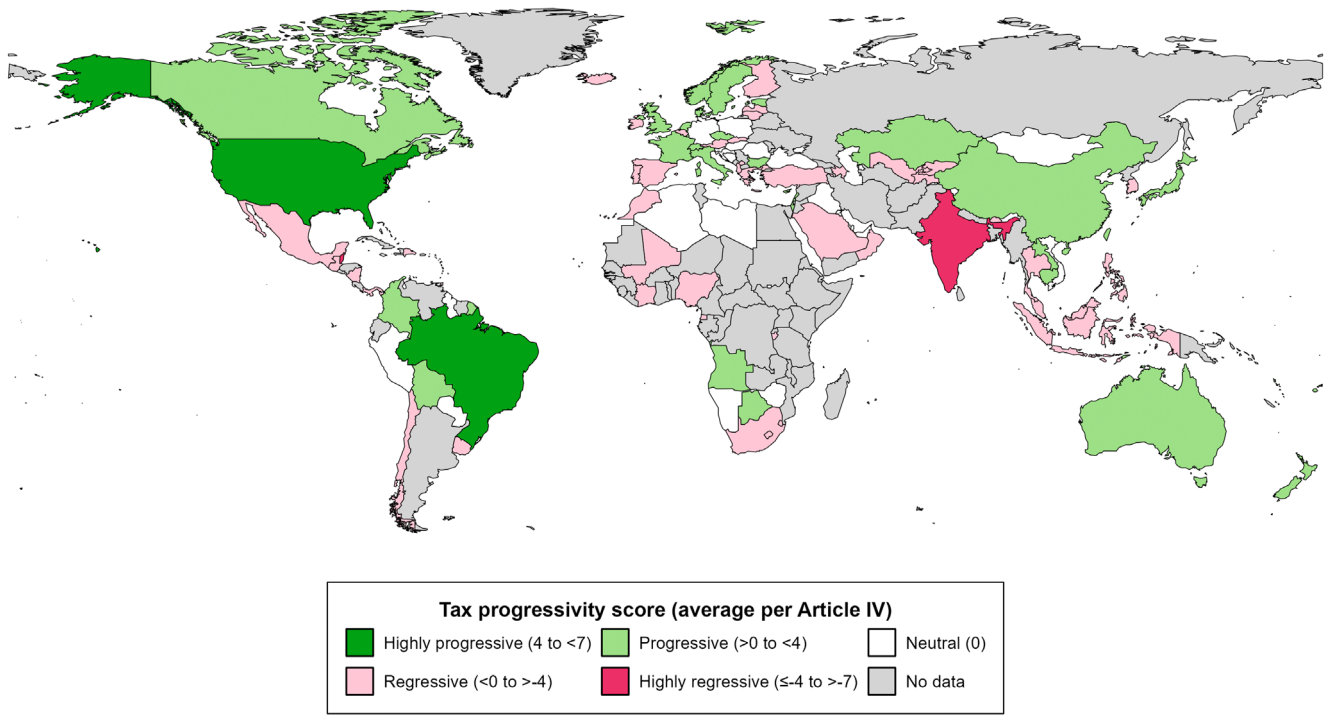 Tax progressivity score (average per Article IV)
Highly progressive (4 to <7) Progressive (>0 to <4) Neutral (0)
Regressive (<0 to >-4) Highly regressive (≤-4 to >-7) No data